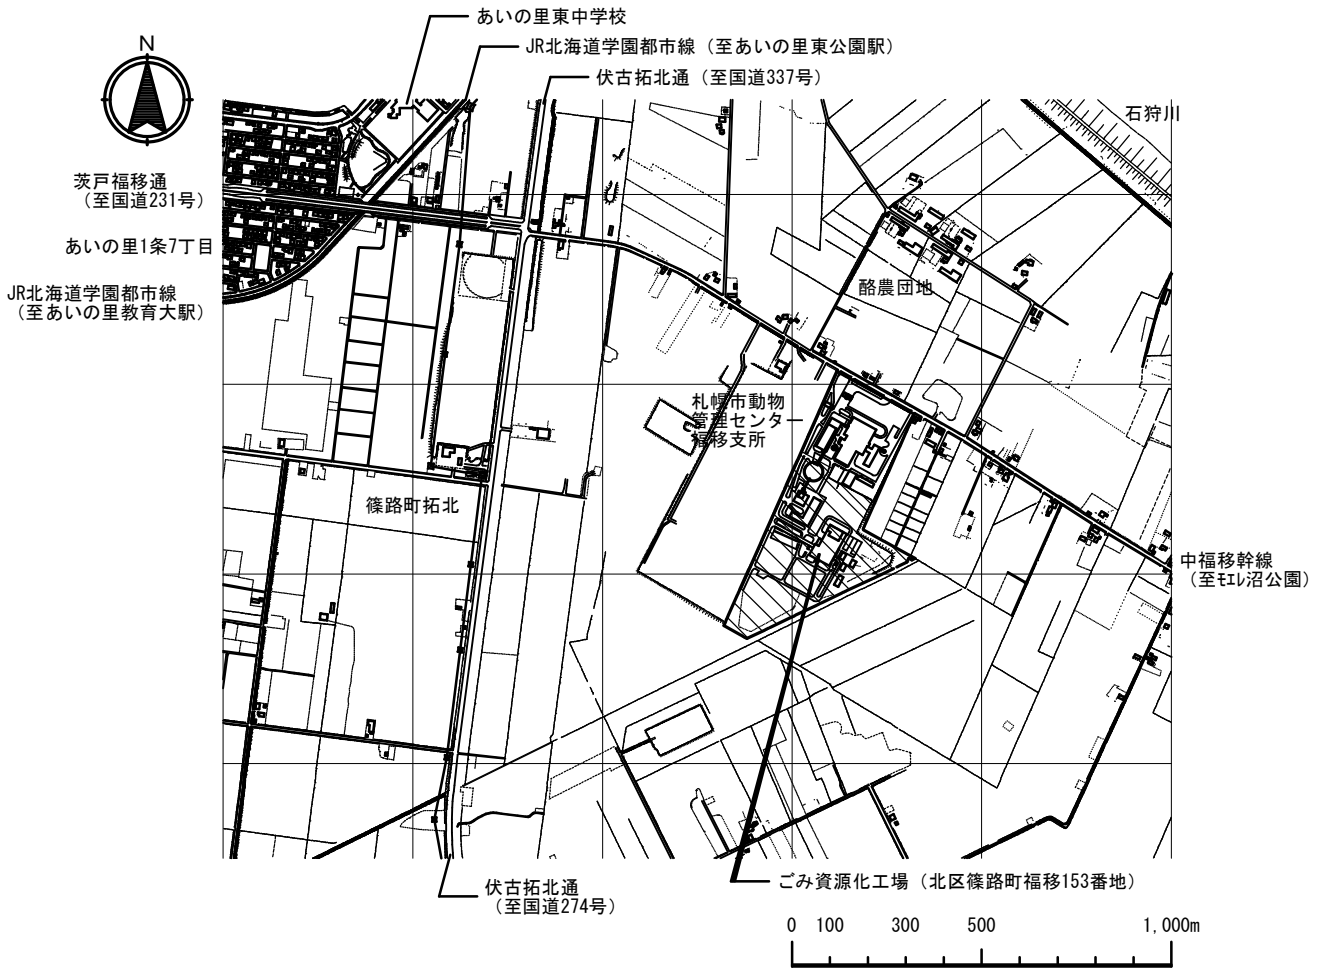 あいの里東中学校
JR北海道学園都市線（至あいの里東公園駅）
伏古拓北通（至国道337号）
N
石狩川
茨戸福移通
（至国道231号）
あいの里1条7丁目
JR北海道学園都市線
（至あいの里教育大駅）
酪農団地
札幌市動物
管理センター
福移支所
篠路町拓北
中福移幹線
（至ﾓｴﾚ沼公園）
ごみ資源化工場（北区篠路町福移153番地）
伏古拓北通
（至国道274号）
0 100 300 500 1,000m